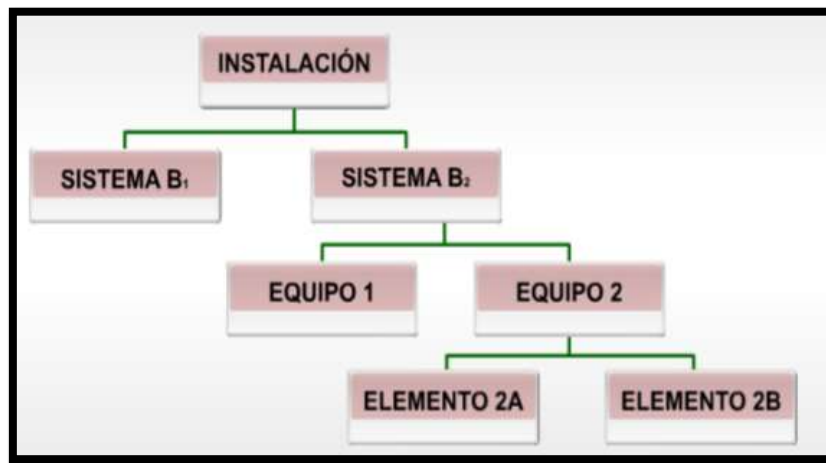 INSTALACIÓN
SISTEMA B₁
SISTEMA B₂
EQUIPO 1
EQUIPO 2
ELEMENTO 2A
ELEMENTO 2B